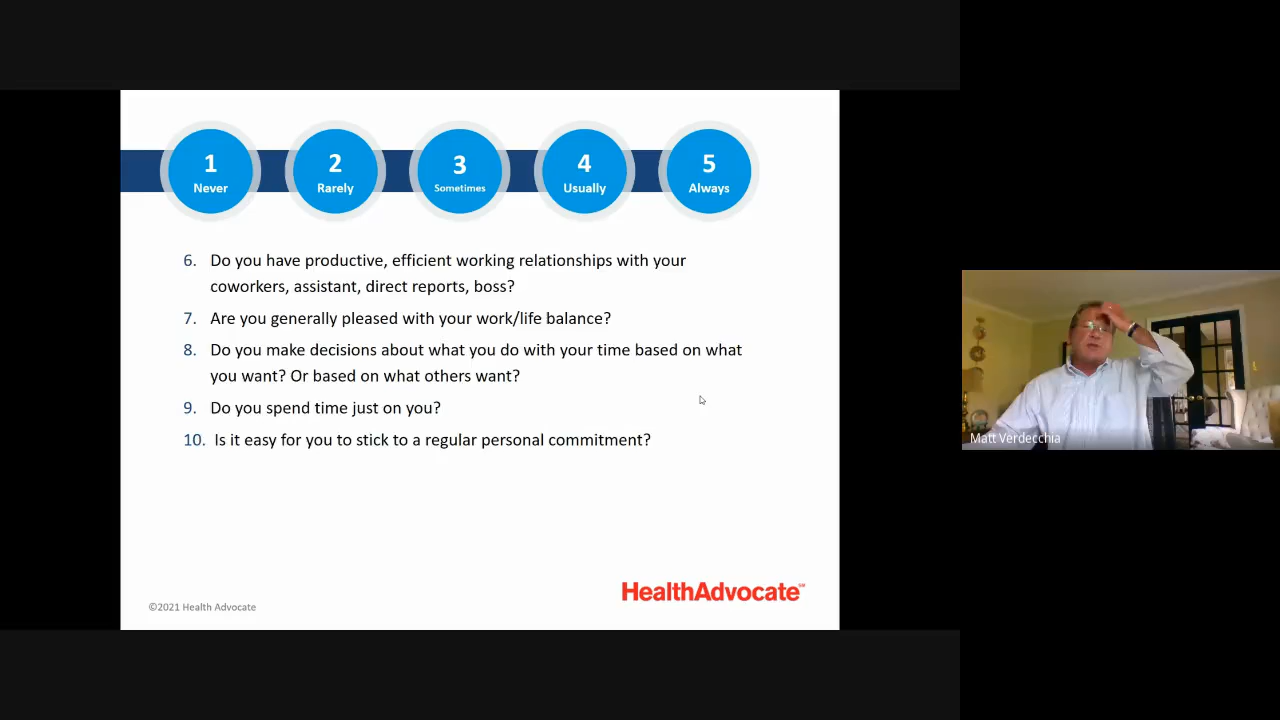 1 2 3 4 5
Never Rarely Sometimes Usually Always
6. Do you have productive, efficient working relationships with your
coworkers, assistant, direct reports, boss?
7. Are you generally pleased with your work/life balance?
8. Do you make decisions about what you do with your time based on what
you want? Or based on what others want?
9. Do you spend time just on you?
10. Is it easy for you to stick to a regular personal commitment?
HealthAdvocate℠
©2021 Health Advocate
Matt Verdecchia